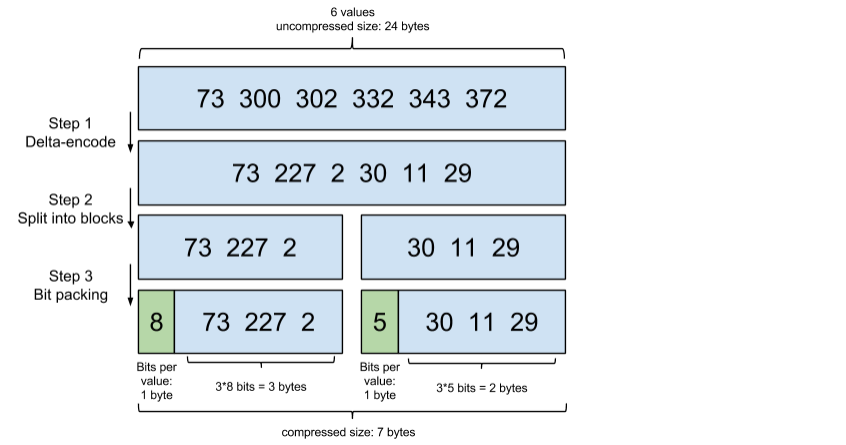 6 values
uncompressed size: 24 bytes
73 300 302 332 343 372
Step 1
Delta-encode
73 227 2 30 11 29
Step 2
Split into blocks
73 227 2
30 11 29
Step 3
Bit packing
8
73 227 2
5
30 11 29
Bits per
value:
1 byte
3*8 bits = 3 bytes
Bits per
value:
1 byte
3*5 bits = 2 bytes
compressed size: 7 bytes